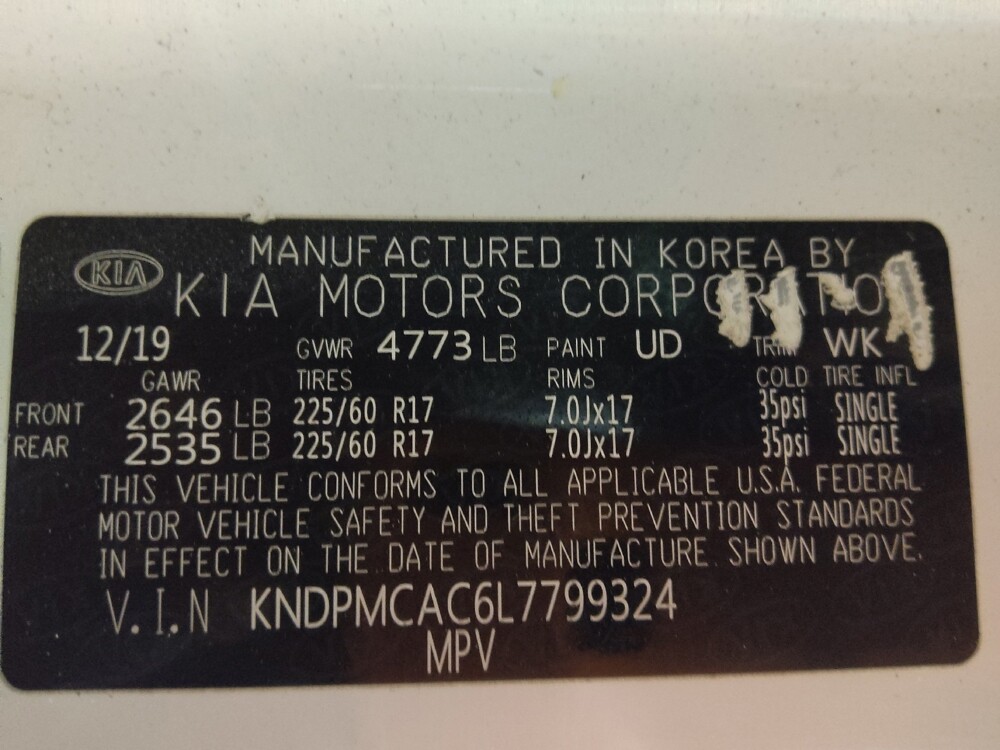 MANUFACTURED IN KOREA BY
KIA KIA MOTORS CORPORATION
12/19 GVWR 4773 LB PAINT UD TRIM WK
GAWR TIRES RIMS COLD TIRE INFL
FRONT 2646 LB 225/60 R17 7.0Jx17 35psi SINGLE
REAR 2535 LB 225/60 R17 7.0Jx17 35psi SINGLE
THIS VEHICLE CONFORMS TO ALL APPLICABLE U.S.A. FEDERAL
MOTOR VEHICLE SAFETY AND THEFT PREVENTION STANDARDS
IN EFFECT ON THE DATE OF MANUFACTURE SHOWN ABOVE.
V.I.N KNDPMCAC6L7799324
MPV